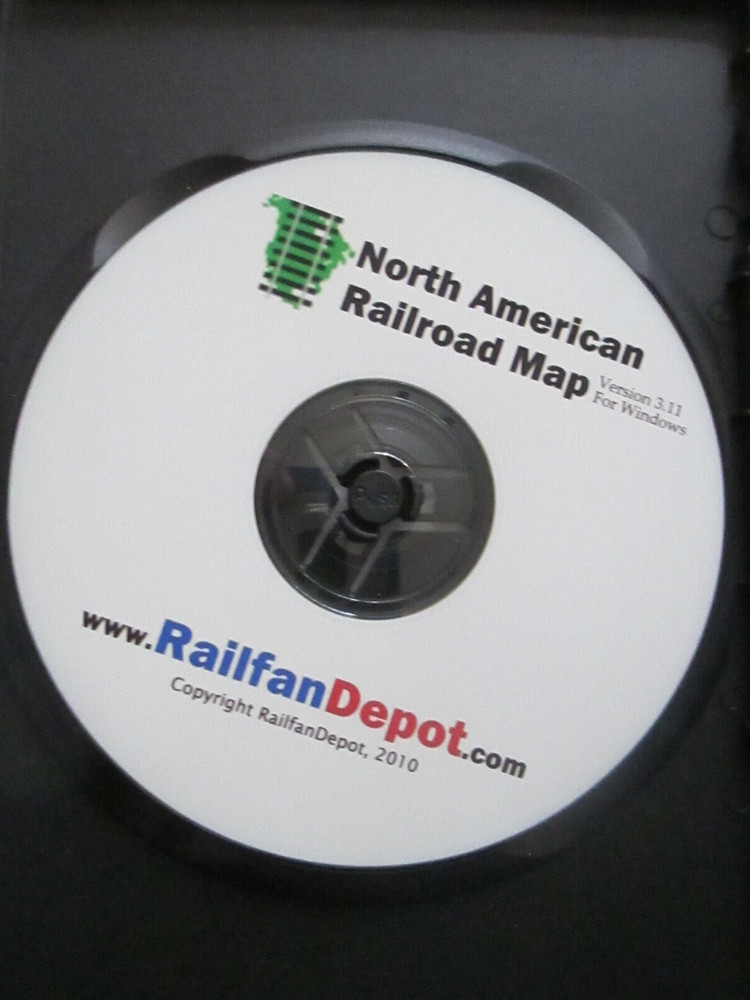 North American
Railroad Map
Version 3.11
For Windows
PUSH
www.RailfanDepot.com
Copyright RailfanDepot, 2010